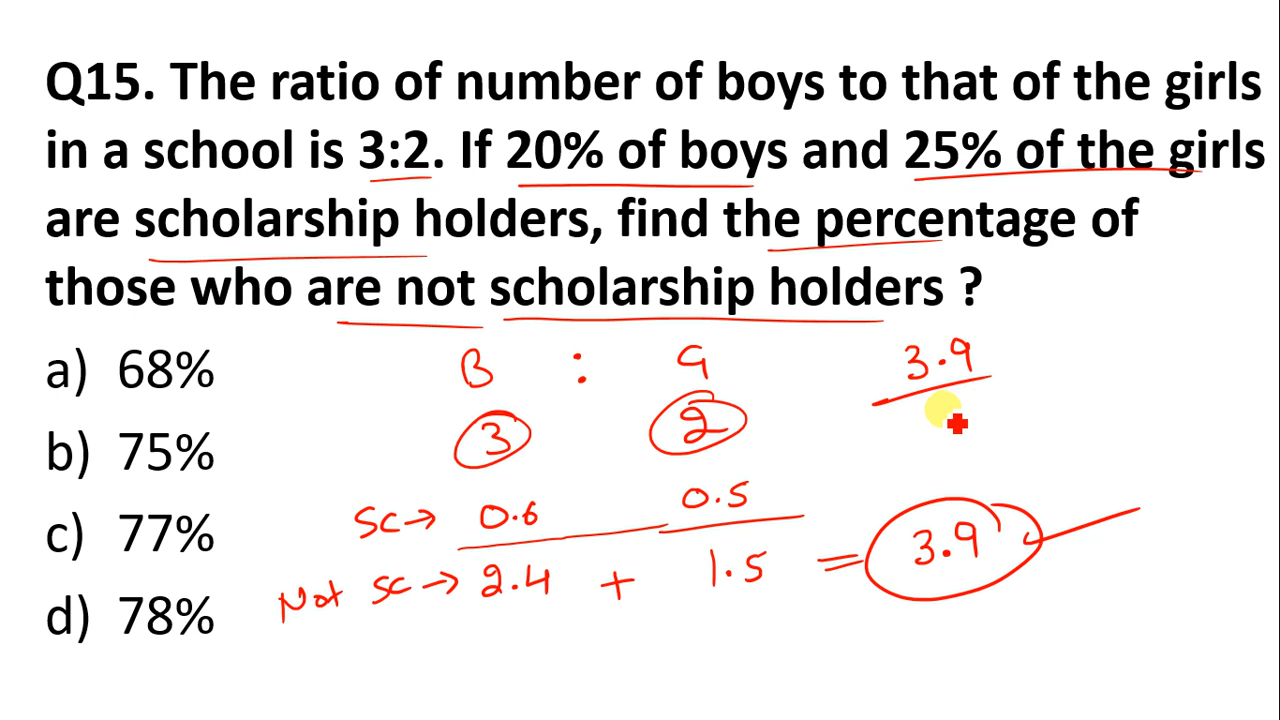 Q15. The ratio of number of boys to that of the girls
in a school is 3:2. If 20% of boys and 25% of the girls
are scholarship holders, find the percentage of
those who are not scholarship holders ?
a) 68%
b) 75%
c) 77%
d) 78%
B : G
3 2
3.9
SC→ 0.6 0.5
Not SC→ 2.4 + 1.5 = 3.9